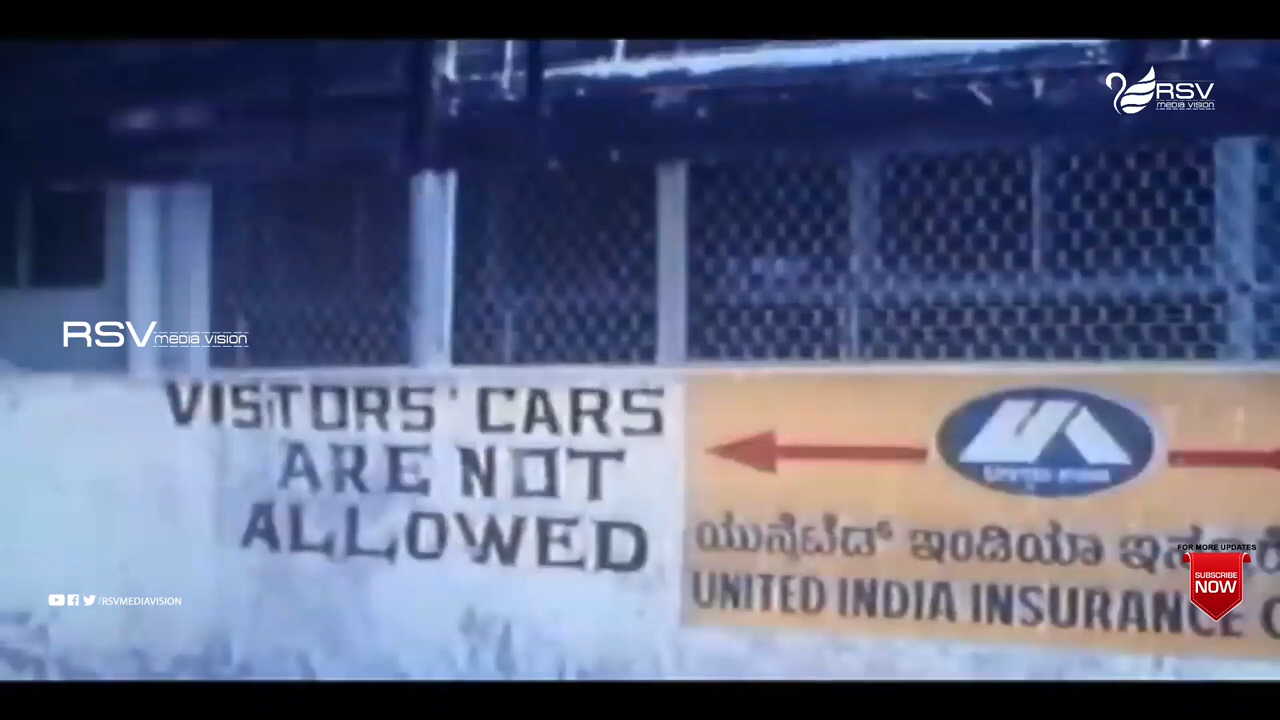 RSV
media vision
RSV media vision
VISITORS' CARS
ARE NOT
ALLOWED
ಯುನೈಟೆಡ್ ಇಂಡಿಯಾ
UNITED INDIA INSURANCE
FOR MORE UPDATES
SUBSCRIBE
NOW
/RSVMEDIAVISION